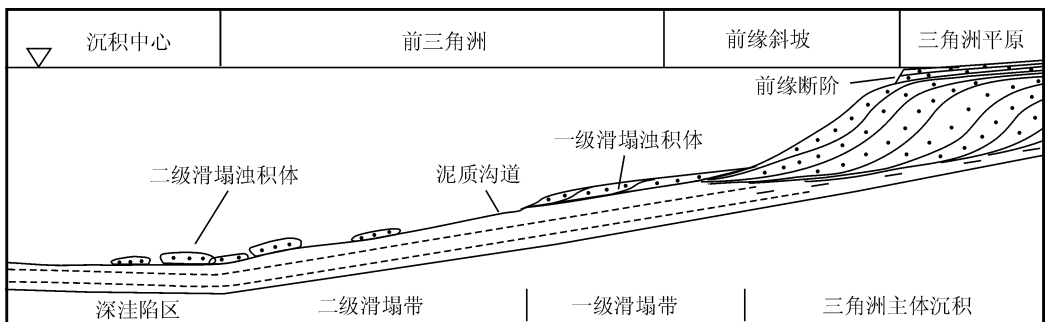 沉积中心
前三角洲
前缘斜坡
三角洲平原
前缘断阶
一级滑塌浊积体
二级滑塌浊积体
泥质沟道
深洼陷区
二级滑塌带
一级滑塌带
三角洲主体沉积